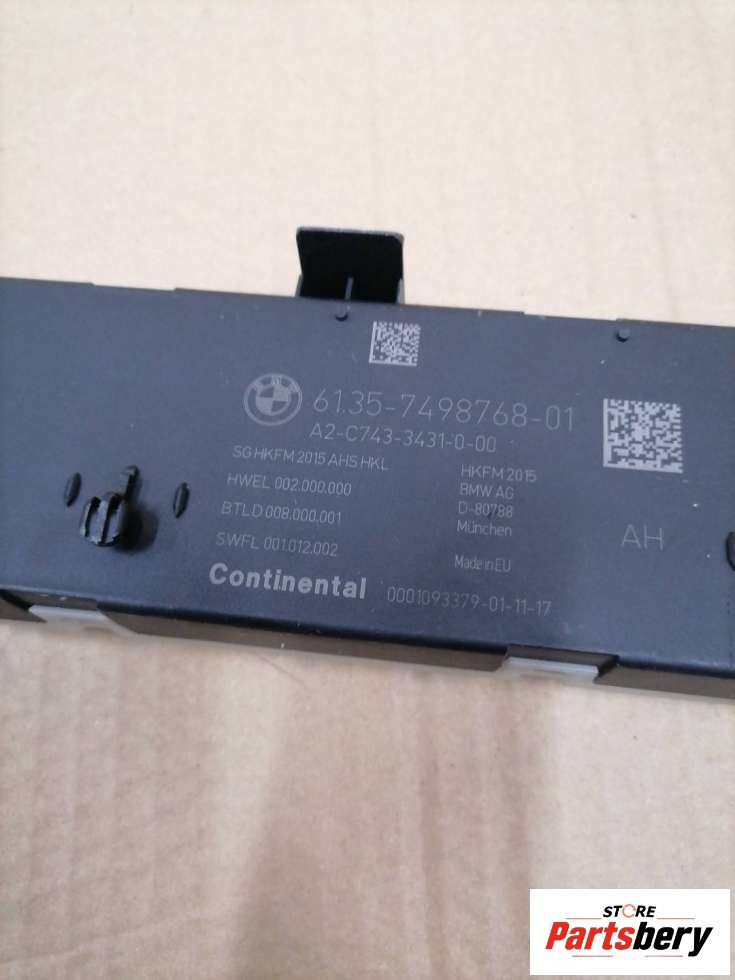 61.35-7498768-01
A2-C743-3431-0-00
SG HKFM 2015 AHS HKL
HWEL 002.000.000
BTLD 008.000.001
SWFL 001.012.002
HKFM 2015
BMW AG
D-80788
München
Made in EU
AH
Continental
0001093379-01-11-17
STORE
Partsbery